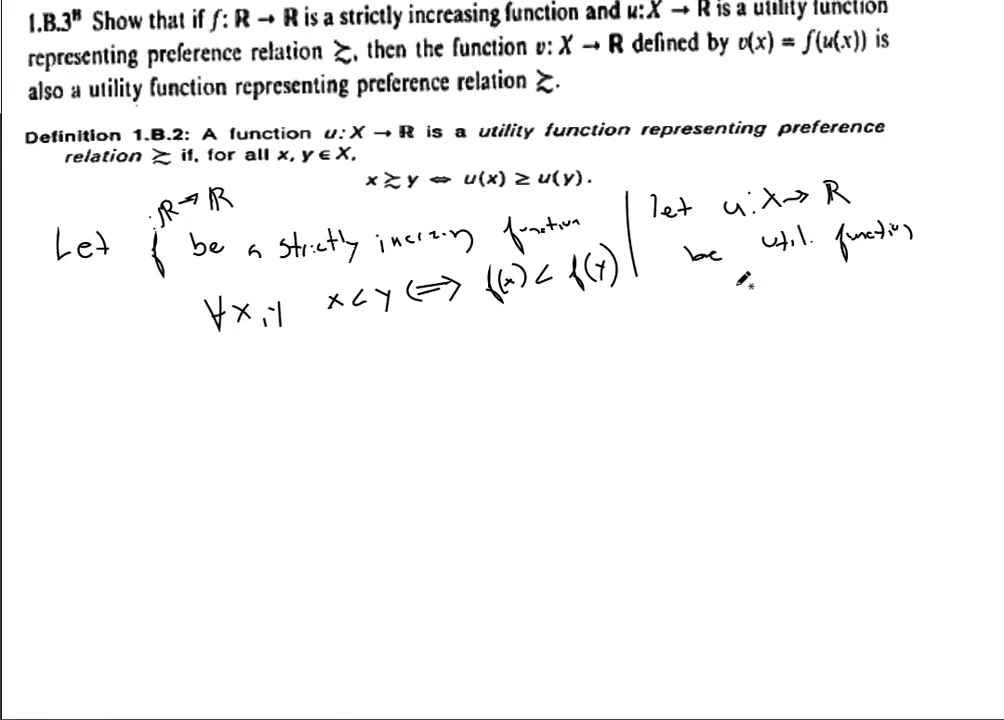 1.B.3ᴮ Show that if f: R → R is a strictly increasing function and u: X → R is a utility function
representing preference relation ≿, then the function v: X → R defined by v(x) = f(u(x)) is
also a utility function representing preference relation ≿.
Definition 1.B.2: A function u: X → R is a utility function representing preference
relation ≿ if, for all x, y ∈ X,
x ≿ y ⇔ u(x) ≥ u(y).
: ℝ → ℝ
Let f be a strictly increzin function
∀x,y x < y ⟺ f(x) < f(y)
let u: X → ℝ
be util. function